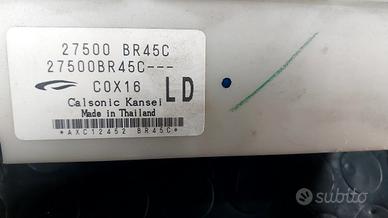 27500 BR45C
27500BR45C---
COX16
LD
Calsonic Kansei
Made in Thailand
*AXC12452 BR45C*
subito